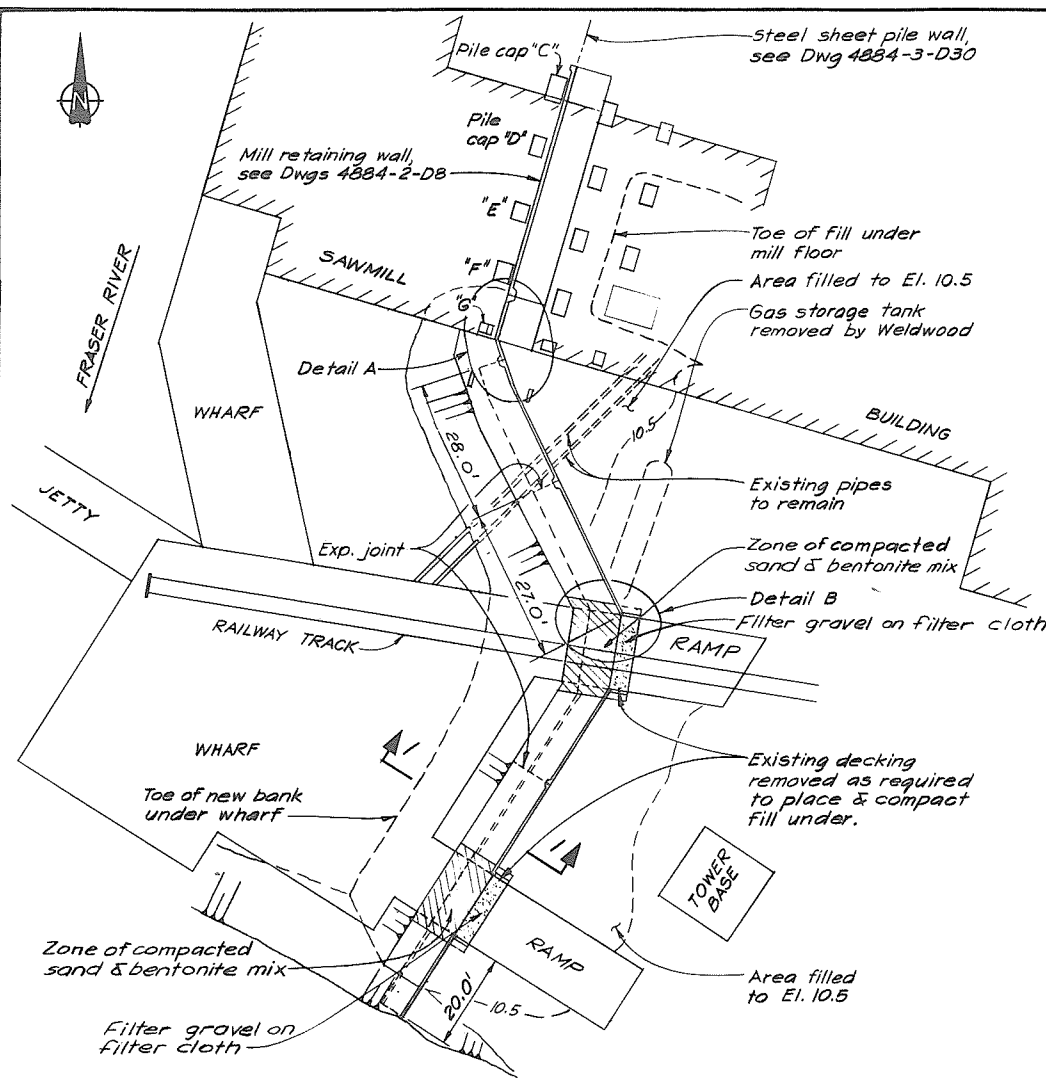 Steel sheet pile wall,
see Dwg 4884-3-D30
Pile cap "C"
N
Pile
cap "D"
Mill retaining wall,
see Dwgs 4884-2-D8
"E"
Toe of fill under
mill floor
SAWMILL
"F"
Area filled to El. 10.5
"G"
Gas storage tank
removed by Weldwood
FRASER RIVER
Detail A
WHARF
BUILDING
10.5
28.0'
Existing pipes
to remain
JETTY
Exp. joint
Zone of compacted
sand & bentonite mix
27.0'
Detail B
Filter gravel on filter cloth
RAILWAY TRACK
RAMP
WHARF
1
Existing decking
removed as required
to place & compact
fill under.
Toe of new bank
under wharf
1
TOWER
BASE
Zone of compacted
sand & bentonite mix
RAMP
Area filled
to El. 10.5
20.0'
10.5
Filter gravel on
filter cloth